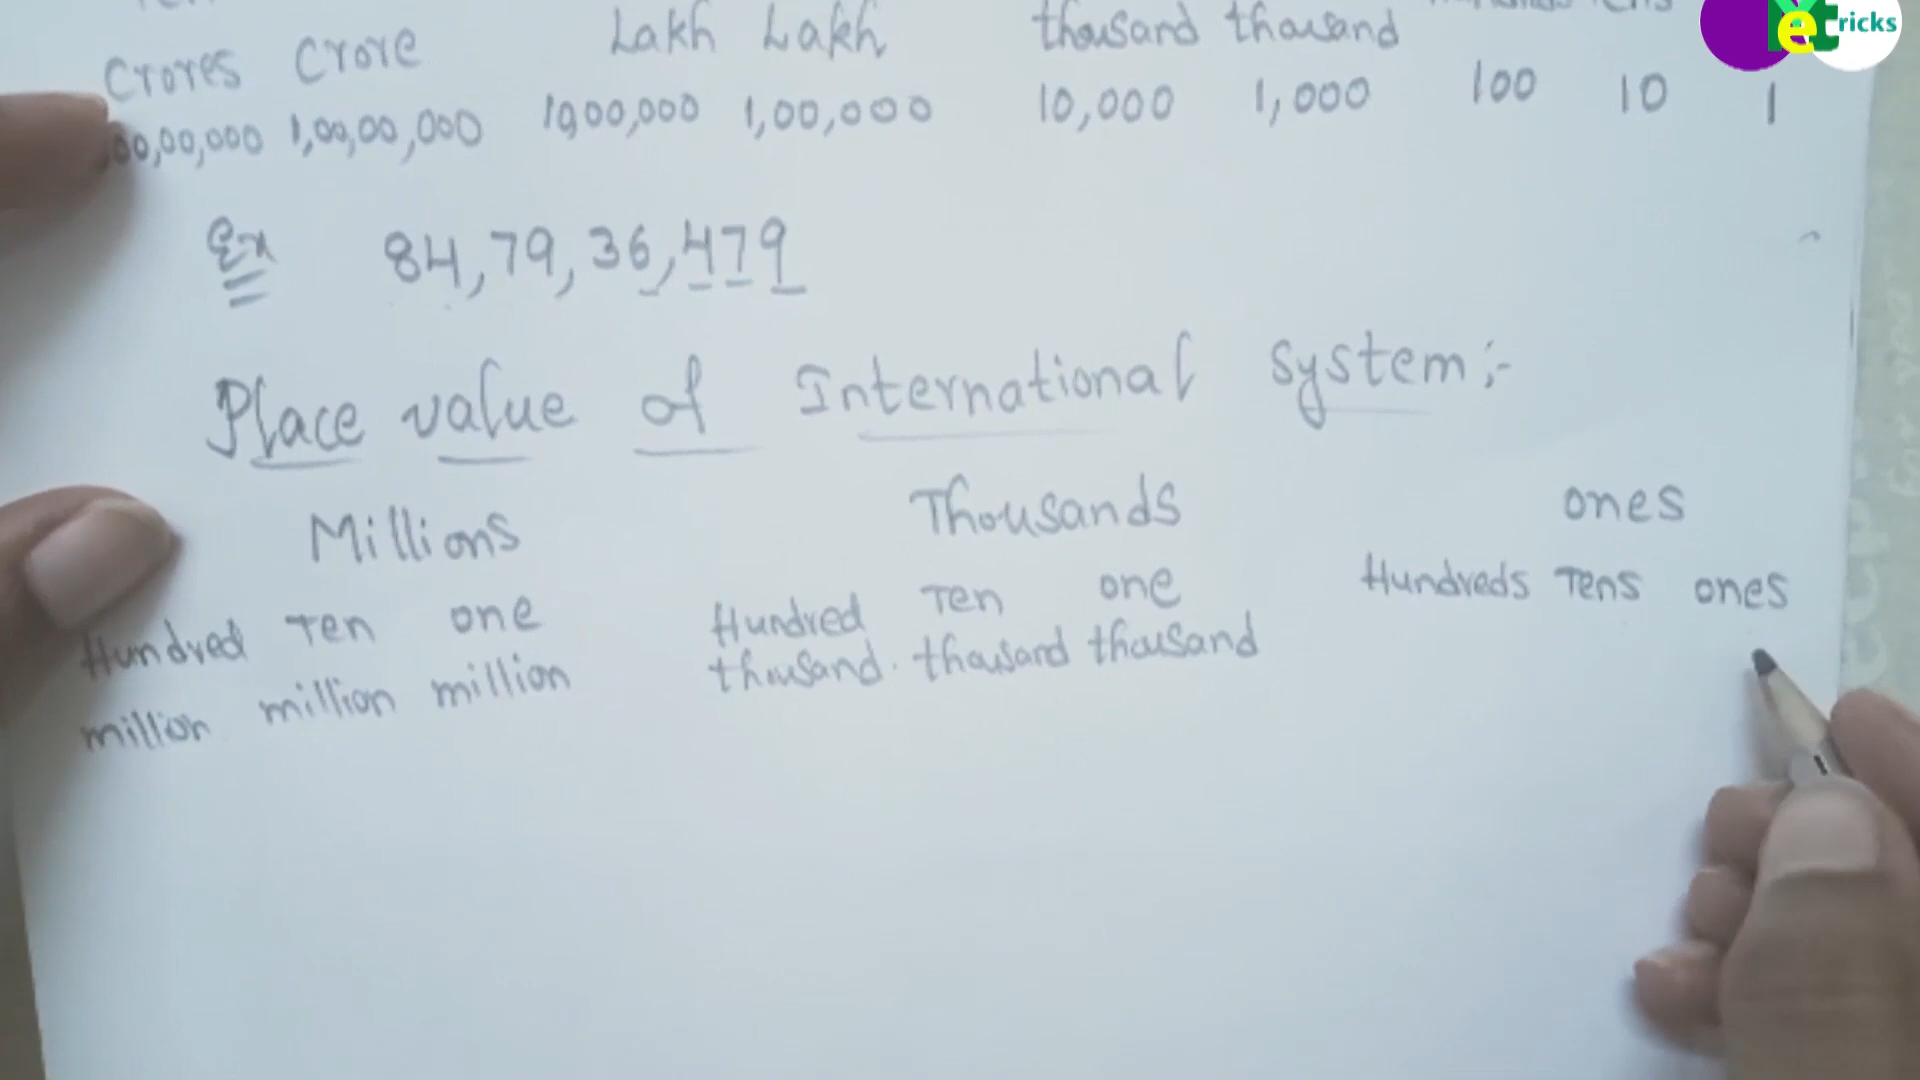 Crores Crore Lakh Lakh thousand thousand
00,00,000 1,00,00,000 10,00,000 1,00,000 10,000 1,000 100 10 1
Ex 84,79,36,479
Place value of International system:-
Millions Thousands ones
Hundred Ten one Hundred Ten one Hundreds Tens ones
million million million thousand thousand thousand
Yet
ricks